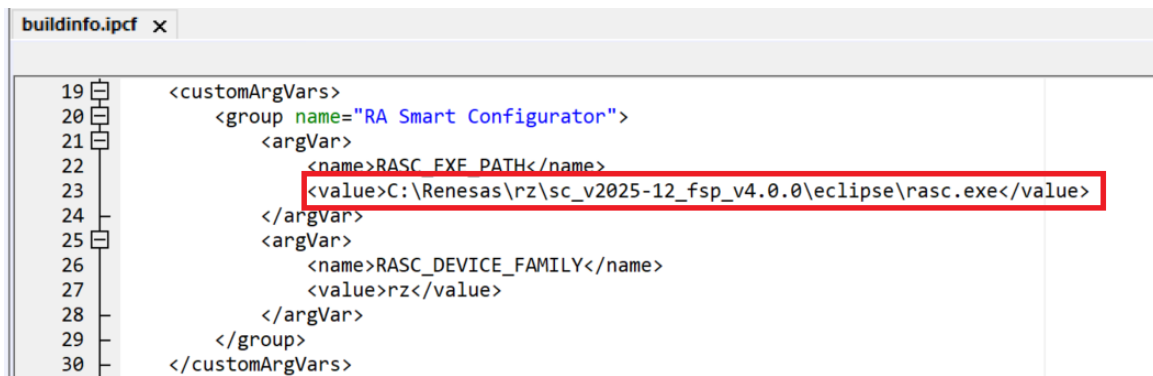 buildinfo.ipcf x
19 <customArgVars>
20 <group name="RA Smart Configurator">
21 <argVar>
22 <name>RASC_EXE_PATH</name>
23 <value>C:\Renesas\rz\sc_v2025-12_fsp_v4.0.0\eclipse\rasc.exe</value>
24 </argVar>
25 <argVar>
26 <name>RASC_DEVICE_FAMILY</name>
27 <value>rz</value>
28 </argVar>
29 </group>
30 </customArgVars>